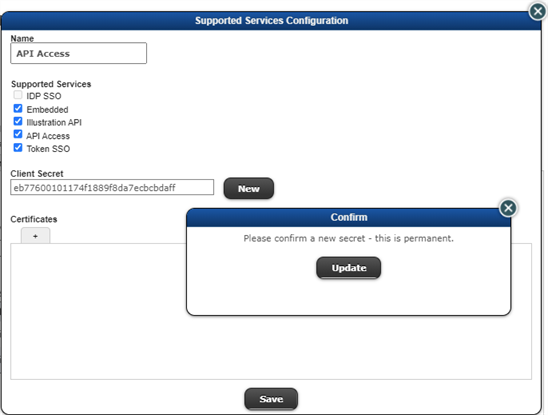 Supported Services Configuration
Name
API Access
Supported Services
IDP SSO
Embedded
Illustration API
API Access
Token SSO
Client Secret
eb77600101174f1889f8da7ecbcbdaff
New
Certificates
+
Confirm
Please confirm a new secret - this is permanent.
Update
Save